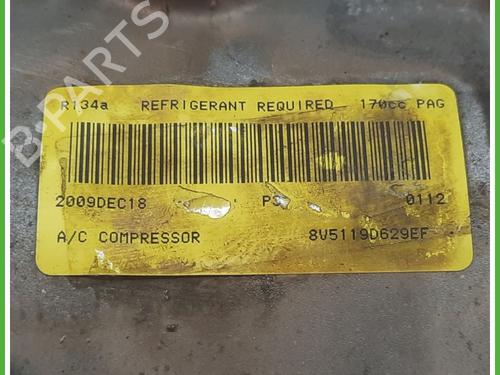 B-PARTS
R134a REFRIGERANT REQUIRED 170cc PAG
2009DEC18 0112
A/C COMPRESSOR 8V5119D629EF